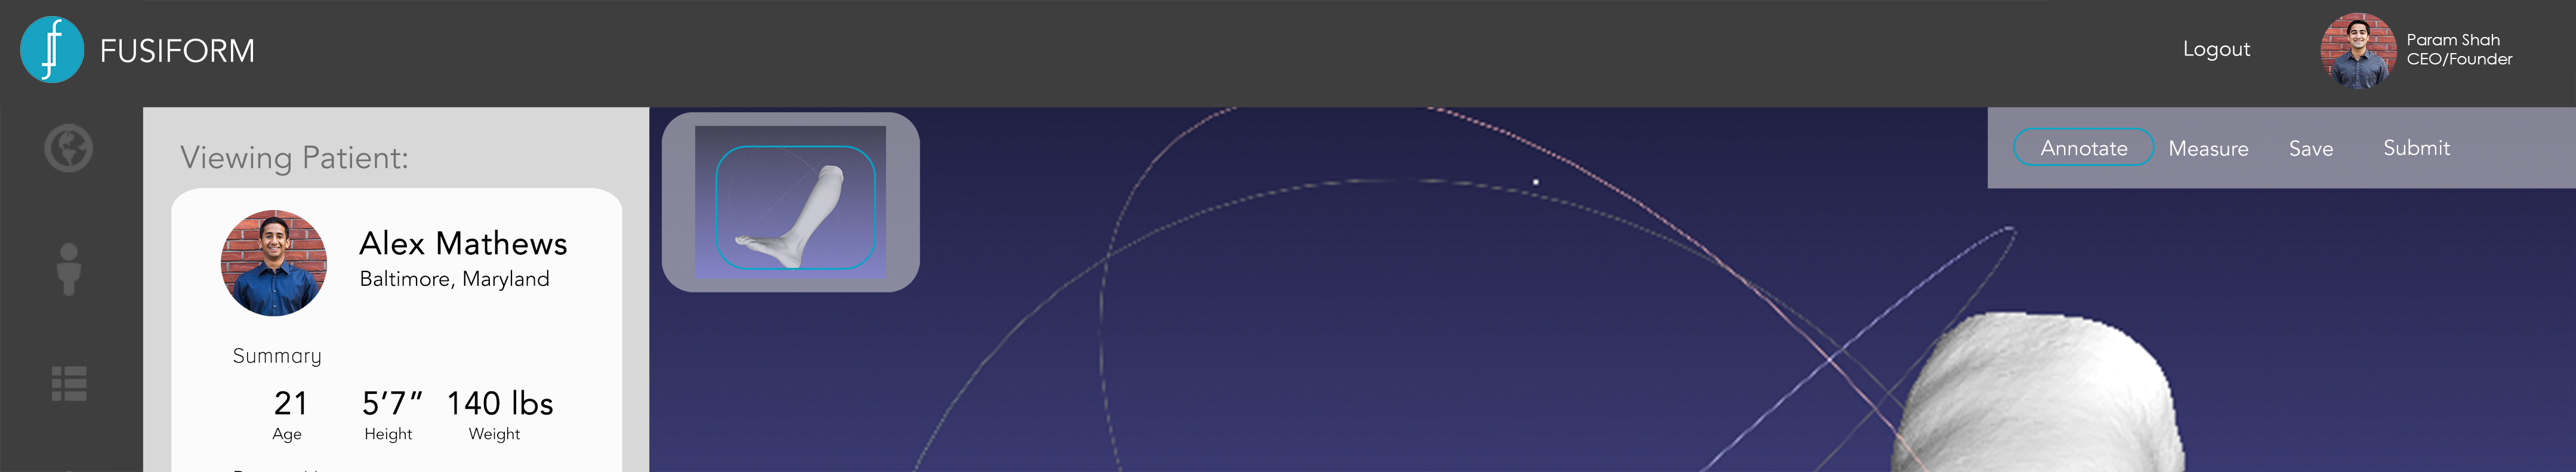 FUSIFORM
Logout
Param Shah
CEO/Founder
Viewing Patient:
Annotate Measure Save Submit
Alex Mathews
Baltimore, Maryland
Summary
21 5'7” 140 lbs
Age Height Weight